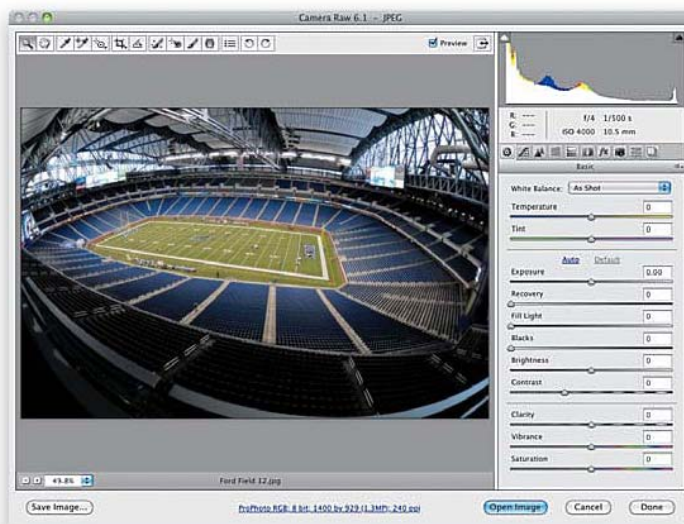 Camera Raw 6.1 – JPEG
Preview
R: ---
G: ---
B: ---
f/4 1/500 s
ISO 4000 10.5 mm
Basic
White Balance: As Shot
Temperature 0
Tint 0
Auto Default
Exposure 0.00
Recovery 0
Fill Light 0
Blacks 0
Brightness 0
Contrast 0
Clarity 0
Vibrance 0
Saturation 0
43.8%
Ford Field 12.jpg
Save Image...
ProPhoto RGB; 8 bit; 1400 by 929 (1.3MP); 240 ppi
Open Image
Cancel
Done